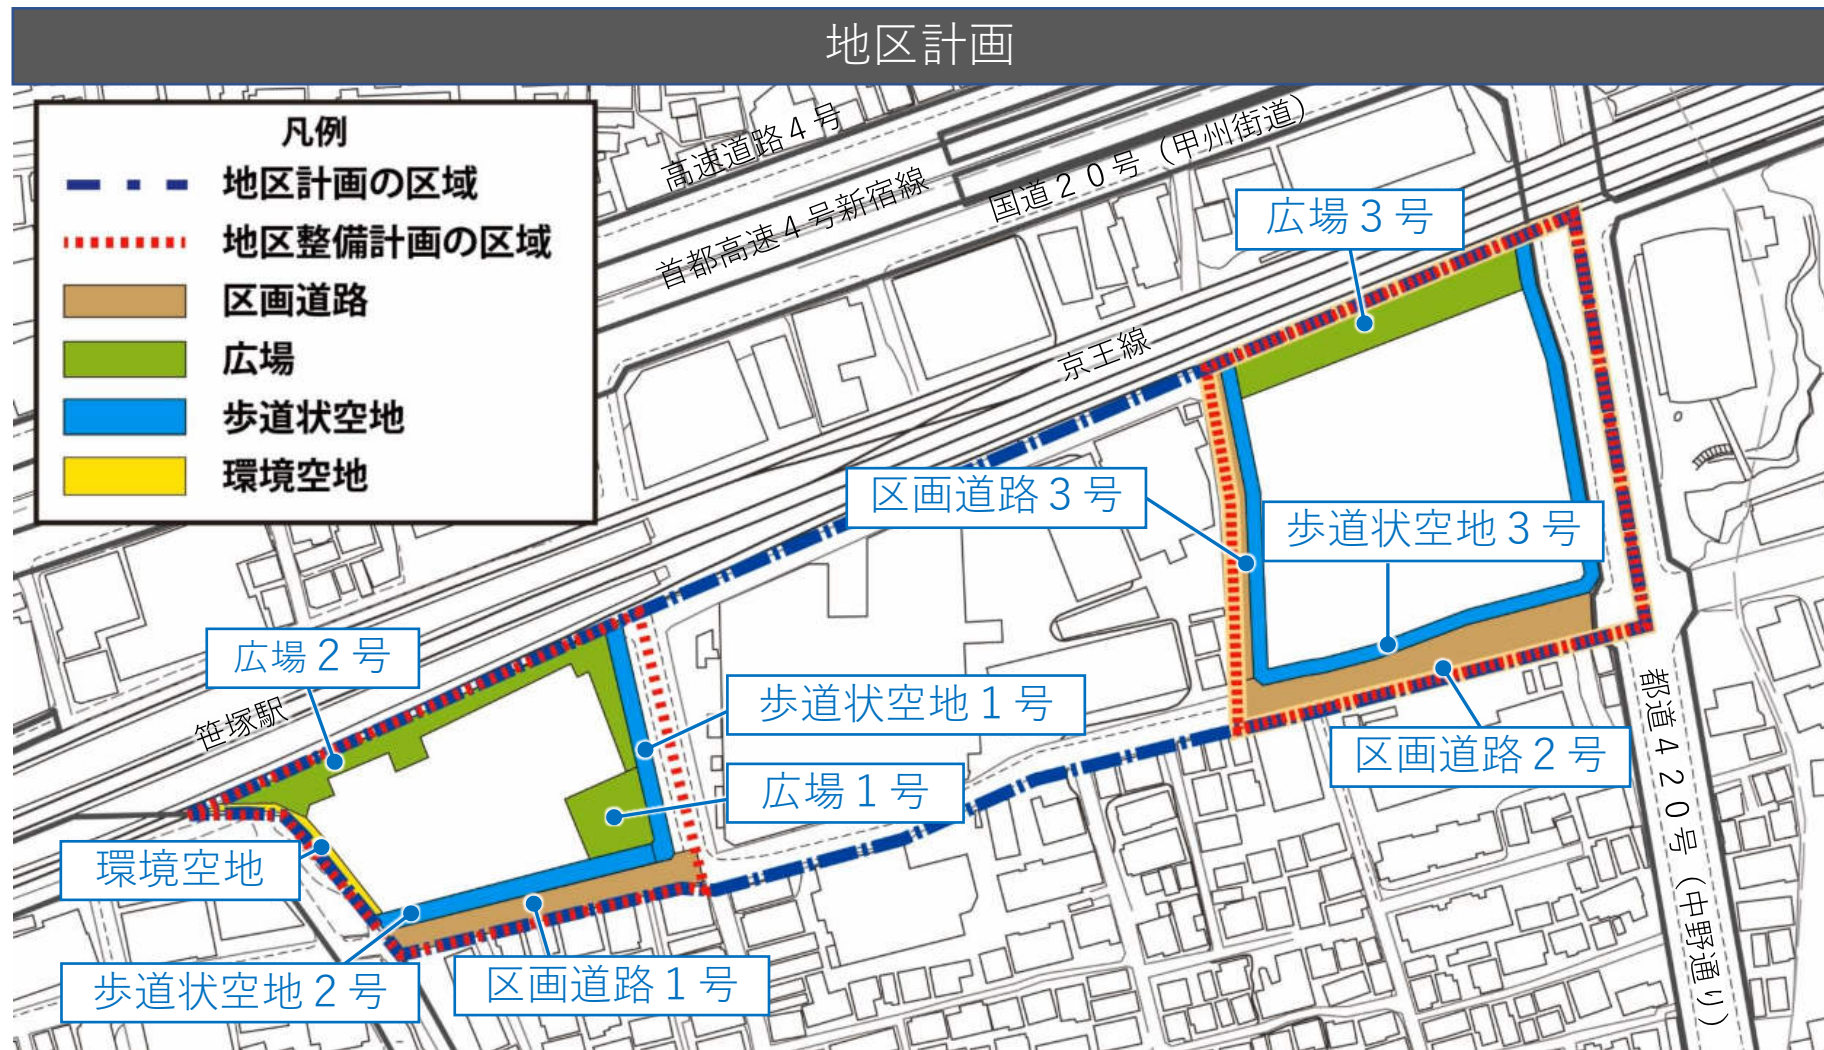 地区計画
凡例
地区計画の区域
地区整備計画の区域
区画道路
広場
歩道状空地
環境空地
高速道路４号
首都高速４号新宿線
国道２０号（甲州街道）
広場３号
京王線
区画道路３号
歩道状空地３号
広場２号
笹塚駅
歩道状空地１号
都道４２０号（中野通り）
区画道路２号
広場１号
環境空地
歩道状空地２号
区画道路１号